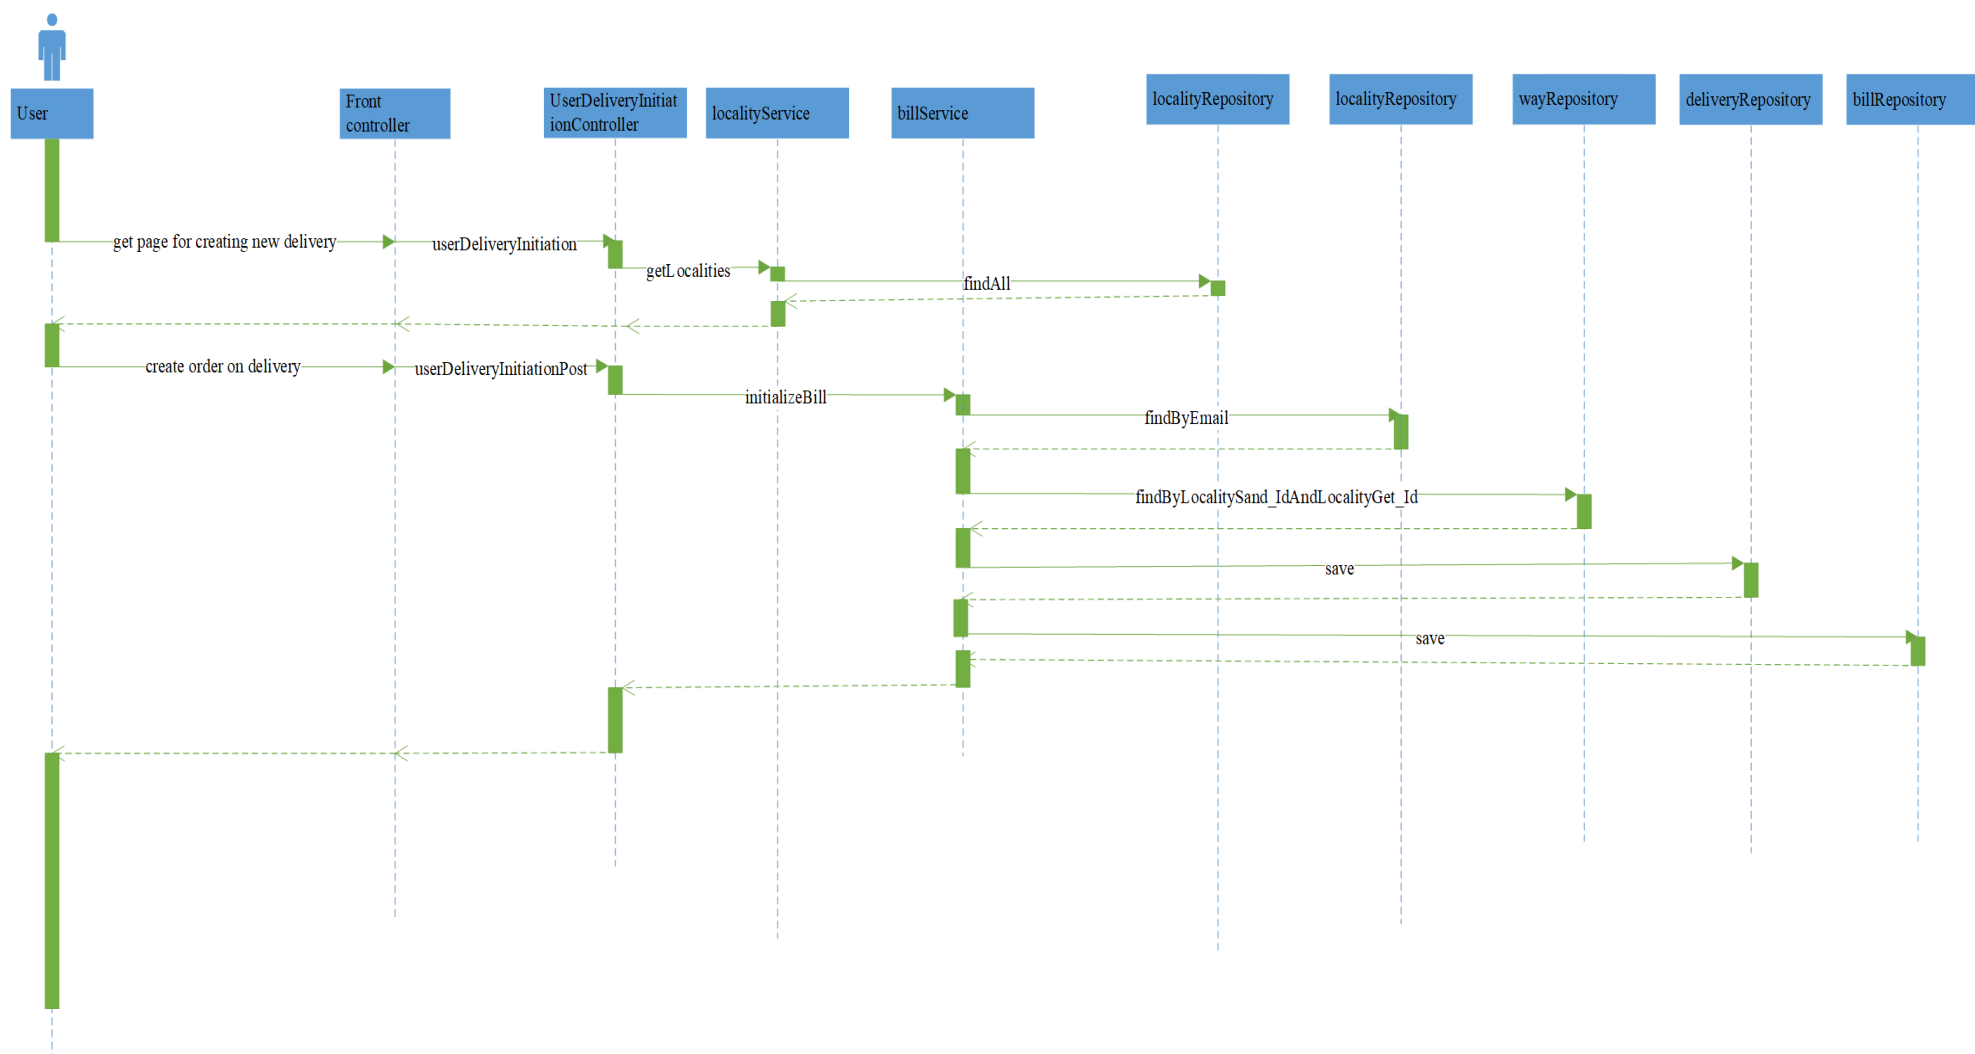 User
Front
controller
UserDeliveryInitiat
ionController
localityService
billService
localityRepository
localityRepository
wayRepository
deliveryRepository
billRepository
get page for creating new delivery
userDeliveryInitiation
getLocalities
findAll
create order on delivery
userDeliveryInitiationPost
initializeBill
findByEmail
findByLocalitySand_IdAndLocalityGet_Id
save
save